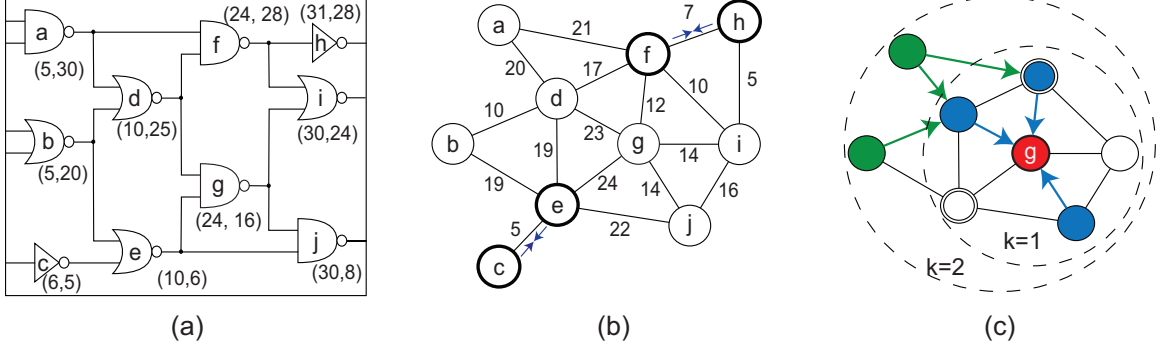 a
(5,30)
b
(5,20)
c
(6,5)
d
(10,25)
e
(10,6)
f
(24, 28)
g
(24, 16)
h
(31,28)
i
(30,24)
j
(30,8)
(a)
a
21
20
f
7
h
17
d
10
12
10
5
b
23
g
14
i
19
19
24
14
16
e
22
j
5
c
(b)
g
k=1
k=2
(c)